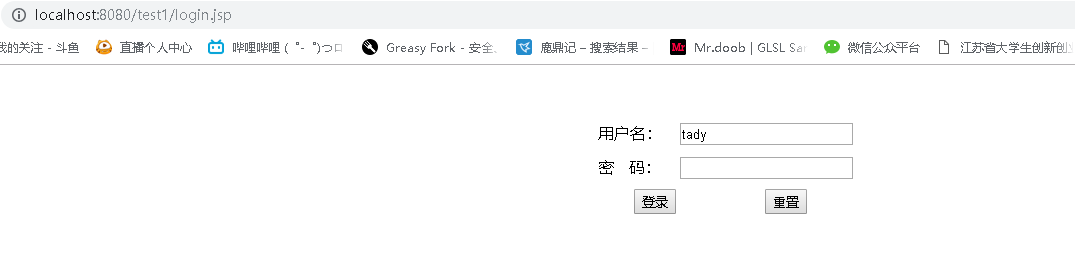 localhost:8080/test1/login.jsp
我的关注 - 斗鱼 直播个人中心 哔哩哔哩 ( ゜- ゜)つロ Greasy Fork - 安全、 鹿鼎记 – 搜索结果 – Mr.doob | GLSL San 微信公众平台 江苏省大学生创新创业
用户名： tady
密 码：
登录 重置